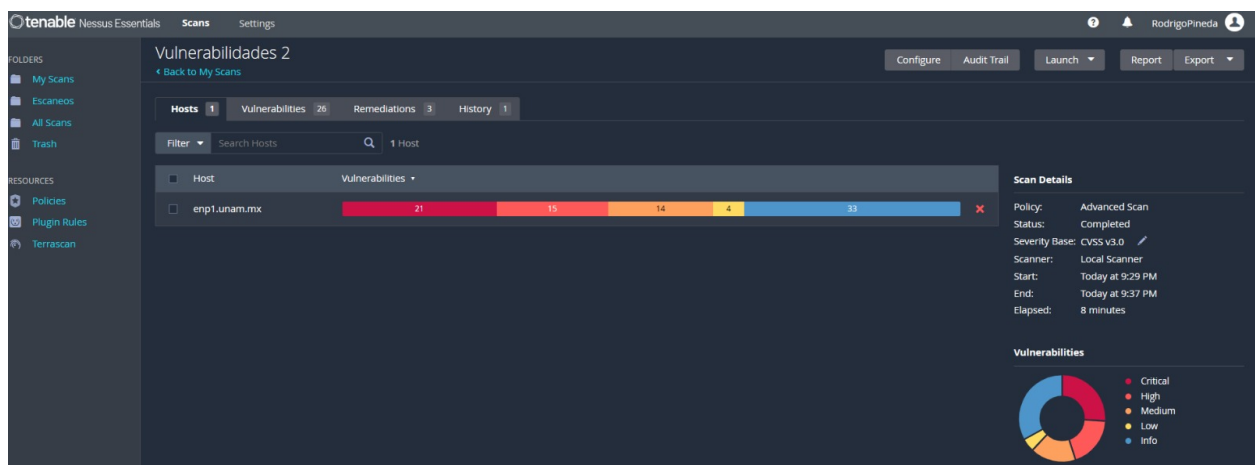 tenable Nessus Essentials Scans Settings RodrigoPineda
FOLDERS
My Scans
Escaneos
All Scans
Trash
RESOURCES
Policies
Plugin Rules
Terrascan
Vulnerabilidades 2
Back to My Scans
Configure Audit Trail Launch Report Export
Hosts 1 Vulnerabilities 26 Remediations 3 History 1
Filter Search Hosts 1 Host
Host Vulnerabilities
enp1.unam.mx 21 15 14 4 33
Scan Details
Policy: Advanced Scan
Status: Completed
Severity Base: CVSS v3.0
Scanner: Local Scanner
Start: Today at 9:29 PM
End: Today at 9:37 PM
Elapsed: 8 minutes
Vulnerabilities
Critical
High
Medium
Low
Info